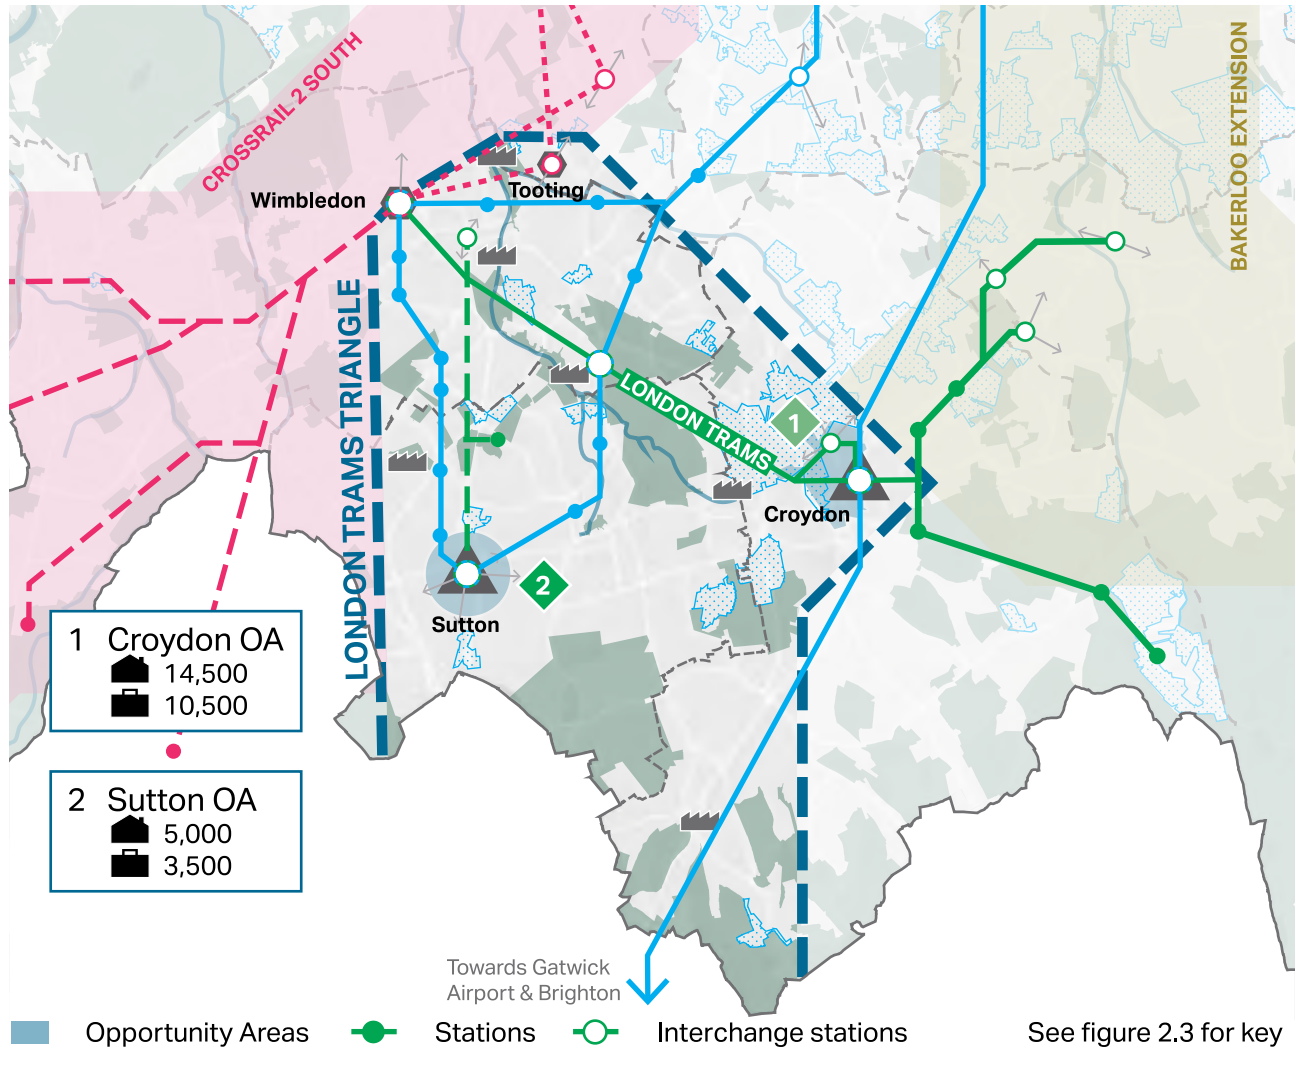 CROSSRAIL 2 SOUTH
BAKERLOO EXTENSION
Wimbledon
Tooting
LONDON TRAMS TRIANGLE
LONDON TRAMS
1
Croydon
2
Sutton
1 Croydon OA
14,500
10,500
2 Sutton OA
5,000
3,500
Towards Gatwick
Airport & Brighton
Opportunity Areas
Stations
Interchange stations
See figure 2.3 for key